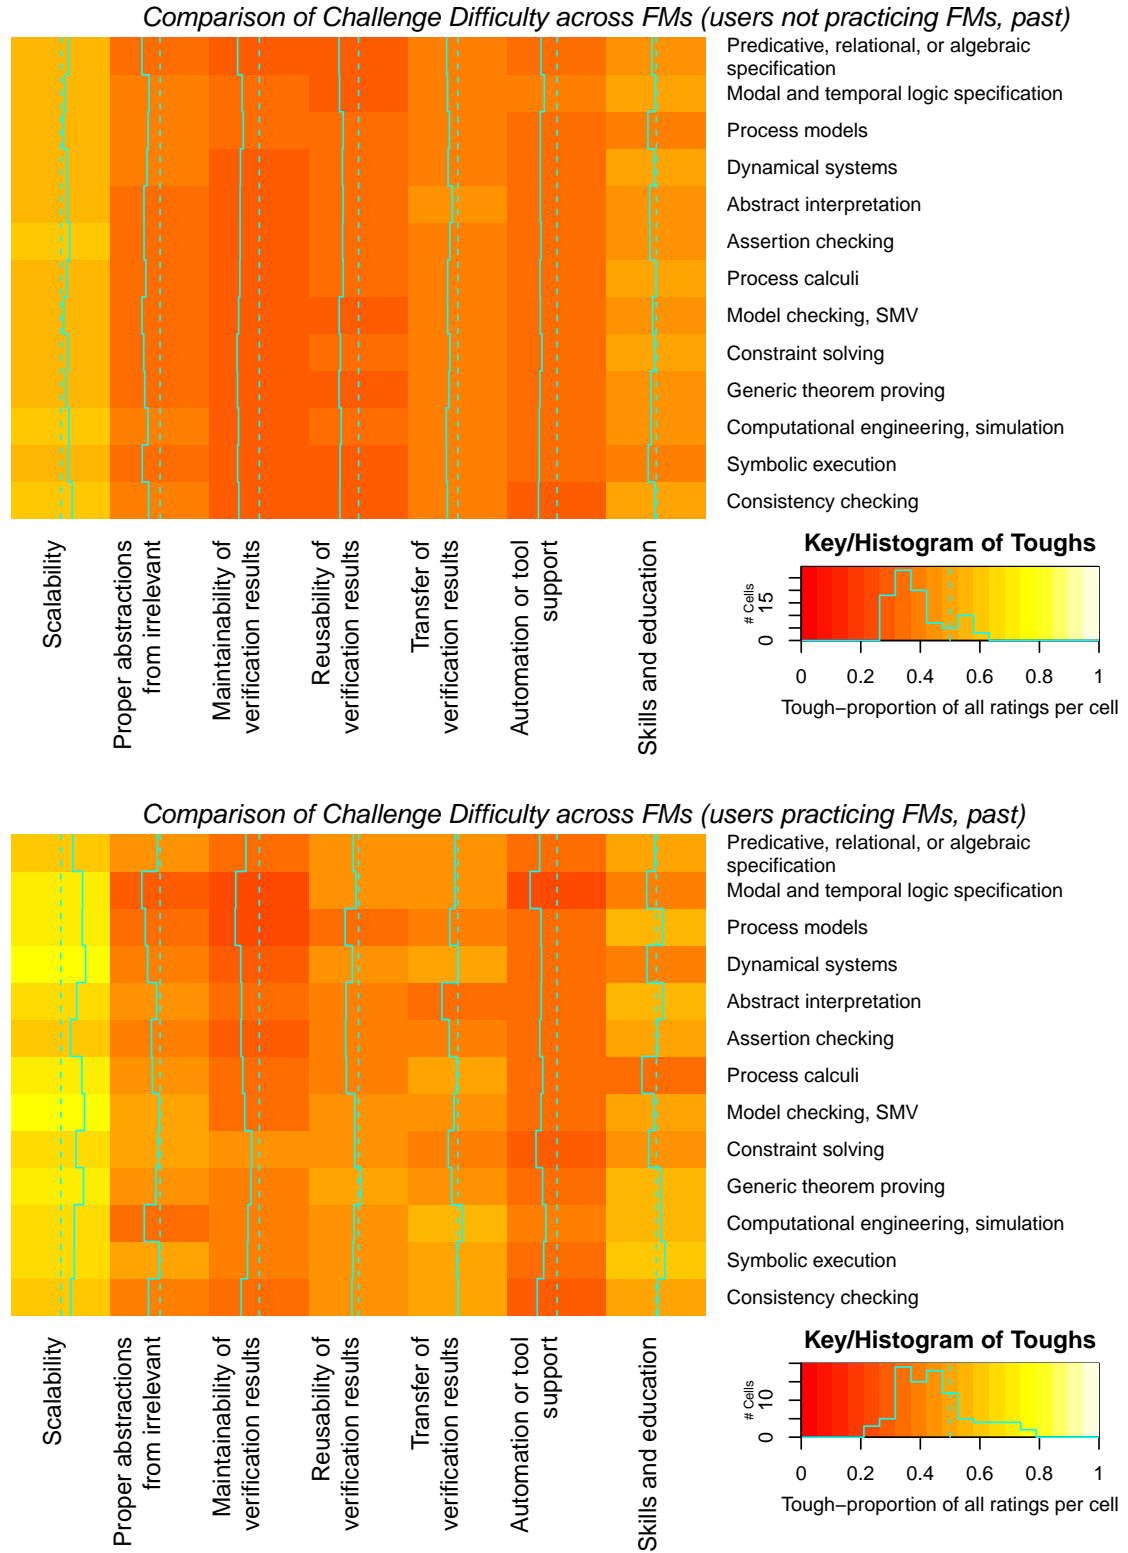 Comparison of Challenge Difficulty across FMs (users not practicing FMs, past)
Predicative, relational, or algebraic
specification
Modal and temporal logic specification
Process models
Dynamical systems
Abstract interpretation
Assertion checking
Process calculi
Model checking, SMV
Constraint solving
Generic theorem proving
Computational engineering, simulation
Symbolic execution
Consistency checking
Scalability
Proper abstractions
from irrelevant
Maintainability of
verification results
Reusability of
verification results
Transfer of
verification results
Automation or tool
support
Skills and education
Key/Histogram of Toughs
# Cells
0 15
0 0.2 0.4 0.6 0.8 1
Tough−proportion of all ratings per cell
Comparison of Challenge Difficulty across FMs (users practicing FMs, past)
Predicative, relational, or algebraic
specification
Modal and temporal logic specification
Process models
Dynamical systems
Abstract interpretation
Assertion checking
Process calculi
Model checking, SMV
Constraint solving
Generic theorem proving
Computational engineering, simulation
Symbolic execution
Consistency checking
Scalability
Proper abstractions
from irrelevant
Maintainability of
verification results
Reusability of
verification results
Transfer of
verification results
Automation or tool
support
Skills and education
Key/Histogram of Toughs
# Cells
0 10
0 0.2 0.4 0.6 0.8 1
Tough−proportion of all ratings per cell